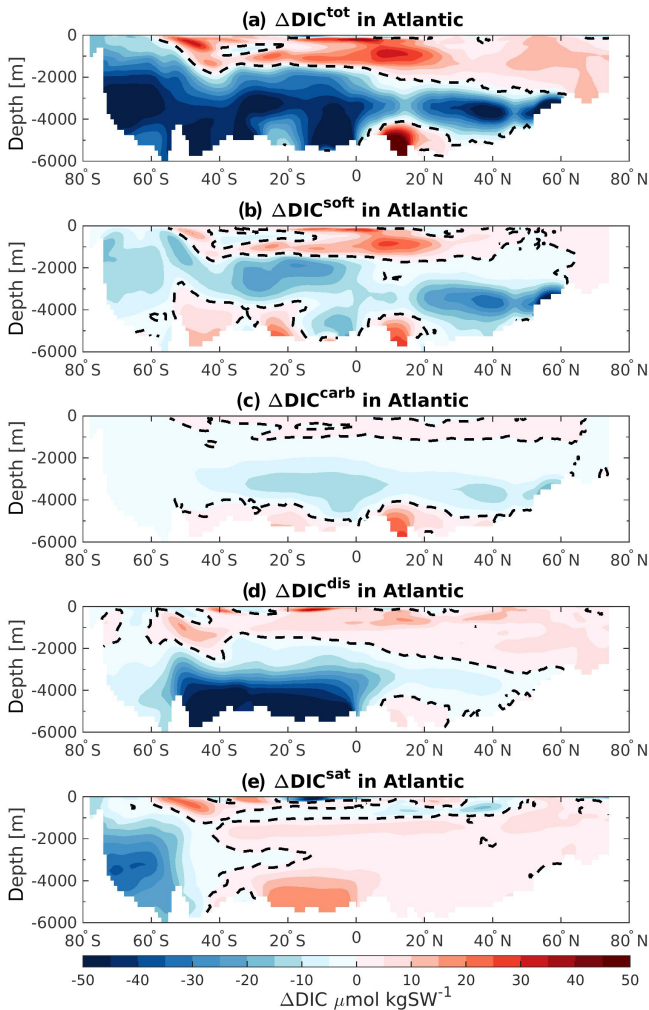 (a) ΔDIC^tot in Atlantic
Depth [m]
0
-2000
-4000
-6000
80°S 60°S 40°S 20°S 0 20°N 40°N 60°N 80°N
(b) ΔDIC^soft in Atlantic
Depth [m]
0
-2000
-4000
-6000
80°S 60°S 40°S 20°S 0 20°N 40°N 60°N 80°N
(c) ΔDIC^carb in Atlantic
Depth [m]
0
-2000
-4000
-6000
80°S 60°S 40°S 20°S 0 20°N 40°N 60°N 80°N
(d) ΔDIC^dis in Atlantic
Depth [m]
0
-2000
-4000
-6000
80°S 60°S 40°S 20°S 0 20°N 40°N 60°N 80°N
(e) ΔDIC^sat in Atlantic
Depth [m]
0
-2000
-4000
-6000
80°S 60°S 40°S 20°S 0 20°N 40°N 60°N 80°N
-50 -40 -30 -20 -10 0 10 20 30 40 50
ΔDIC μmol kgSW^-1